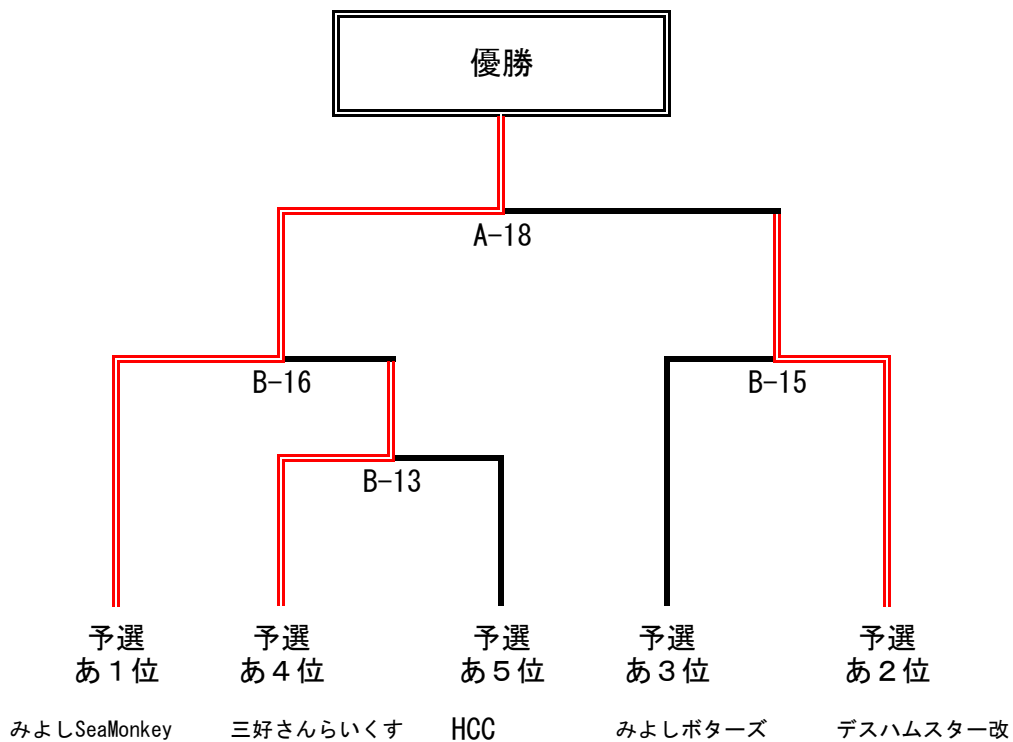 優勝
A-18
B-16
B-15
B-13
予選
あ1位
予選
あ4位
予選
あ5位
予選
あ3位
予選
あ2位
みよしSeaMonkey
三好さんらいくす
HCC
みよしボターズ
デスハムスター改